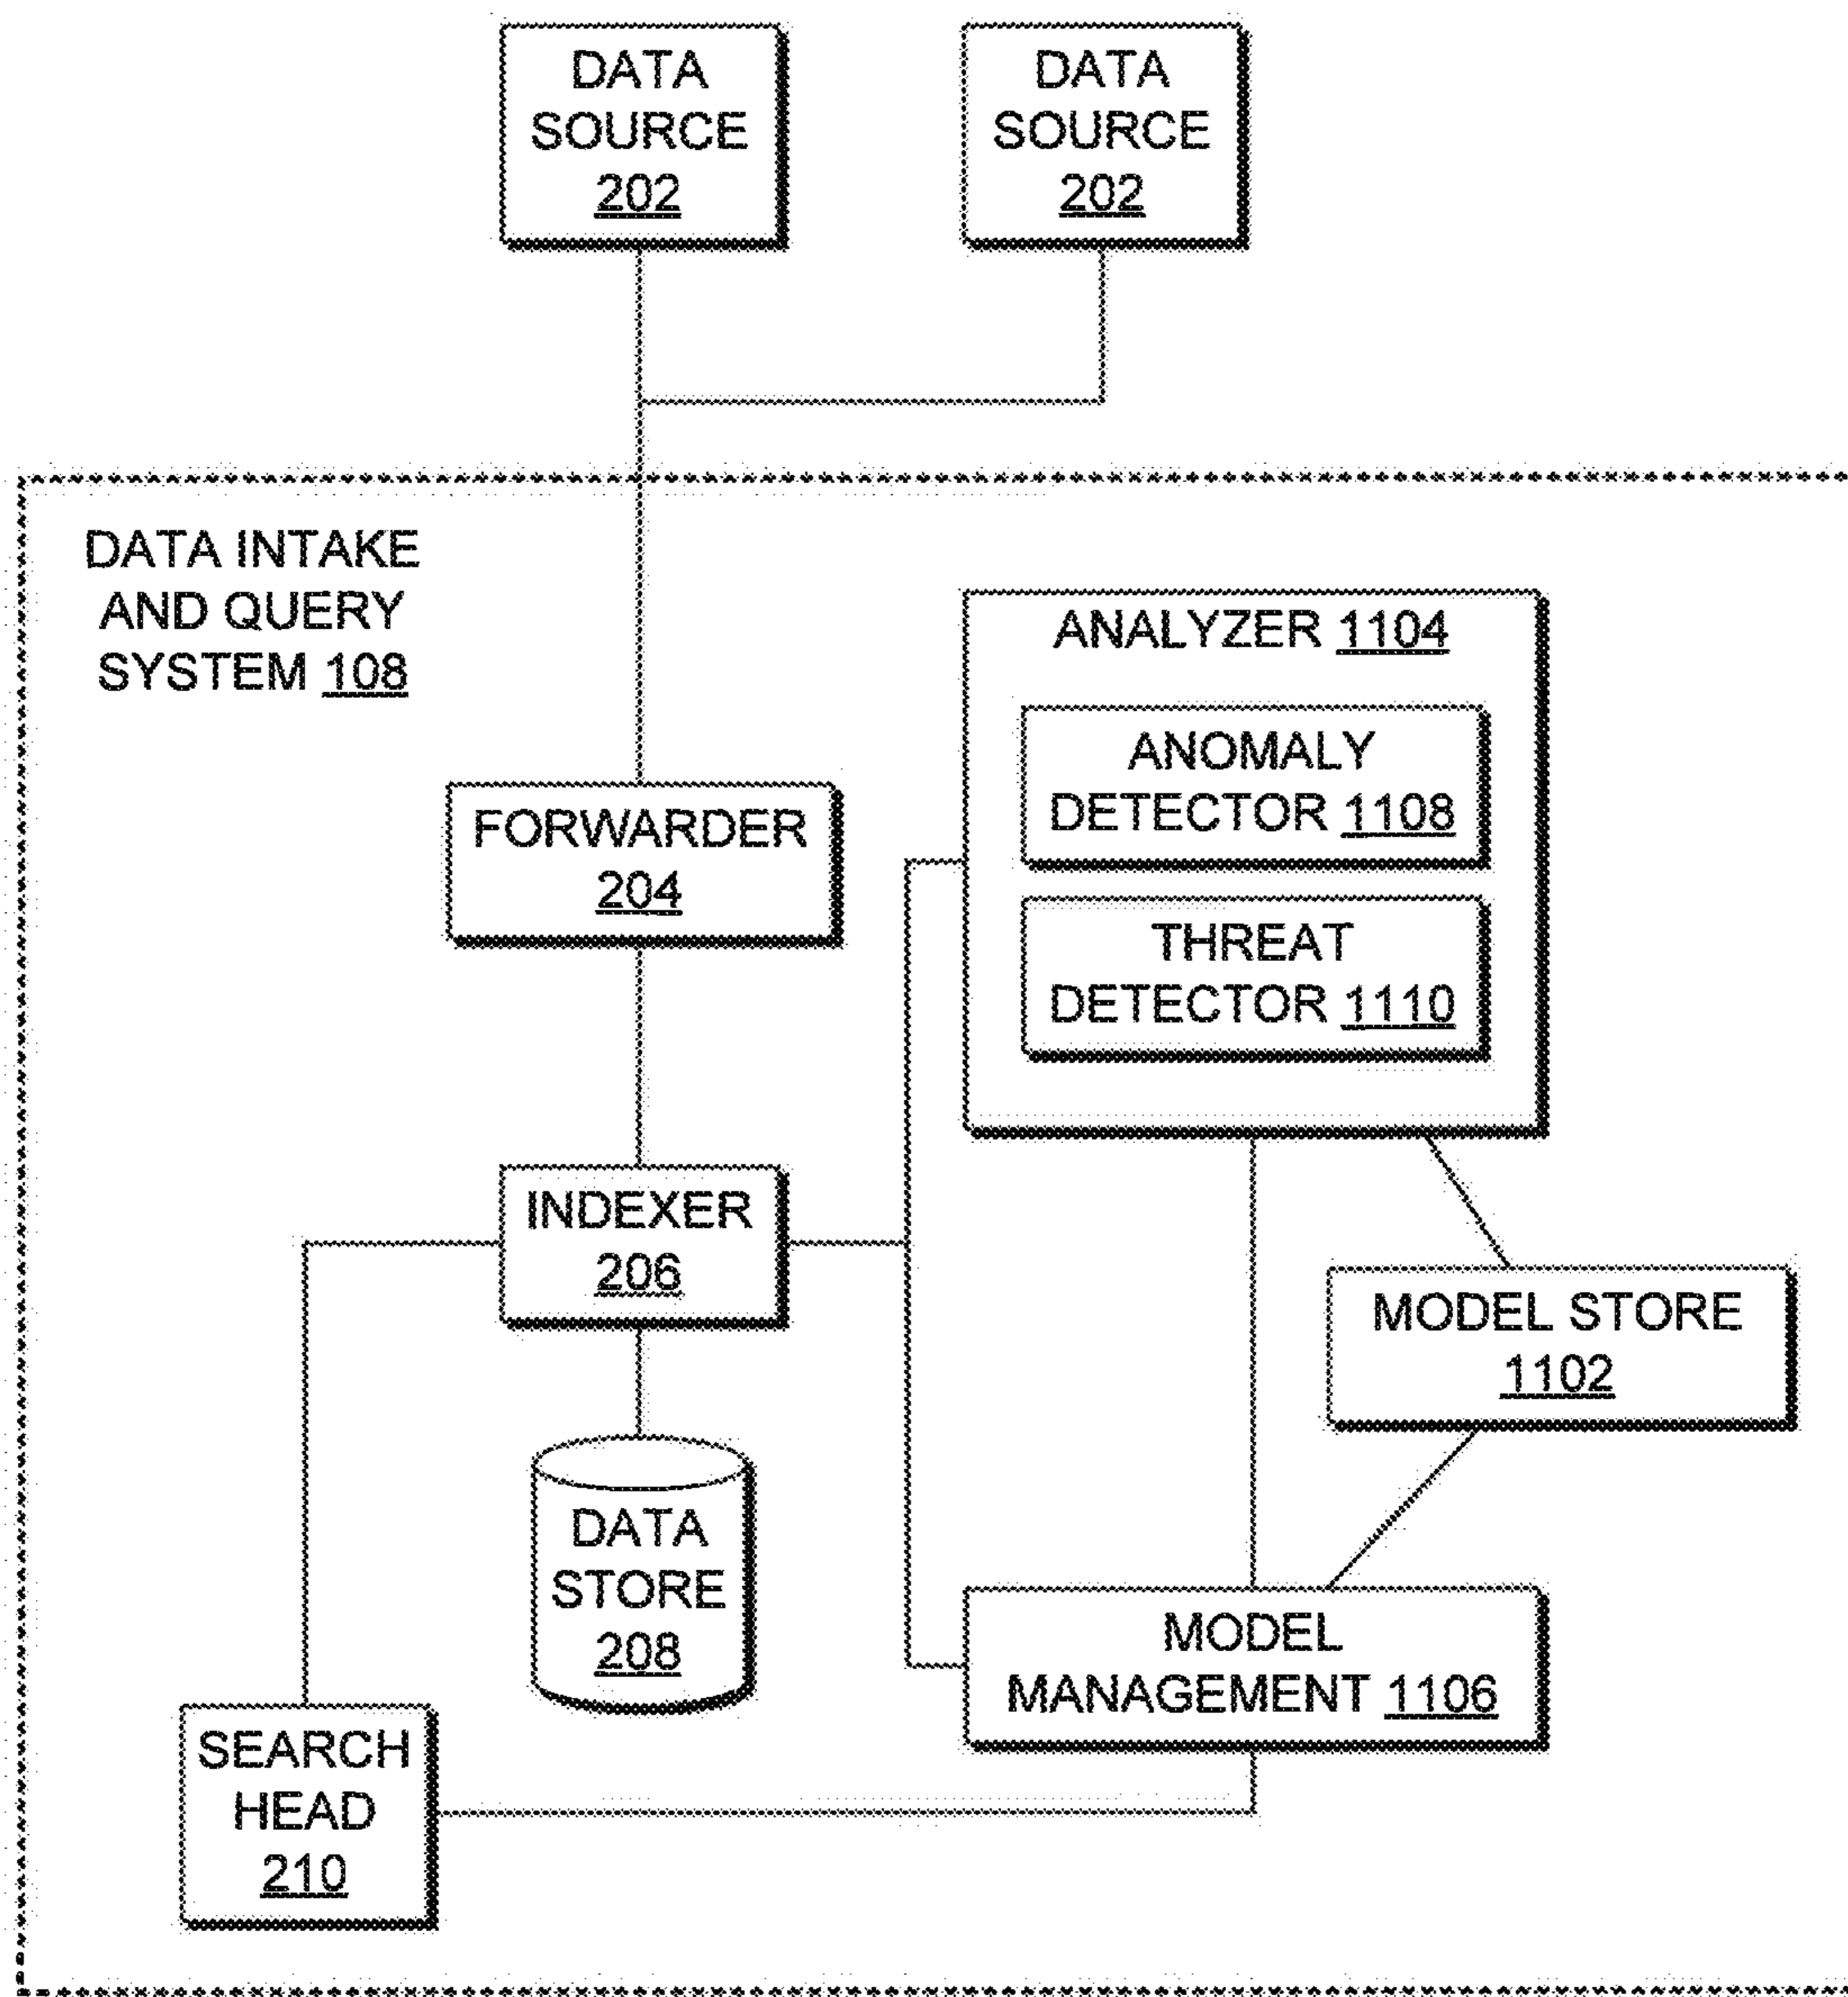 DATA
SOURCE
202
DATA
SOURCE
202
DATA INTAKE
AND QUERY
SYSTEM 108
ANALYZER 1104
ANOMALY
DETECTOR 1108
THREAT
DETECTOR 1110
FORWARDER
204
INDEXER
206
MODEL STORE
1102
DATA
STORE
208
MODEL
MANAGEMENT 1106
SEARCH
HEAD
210